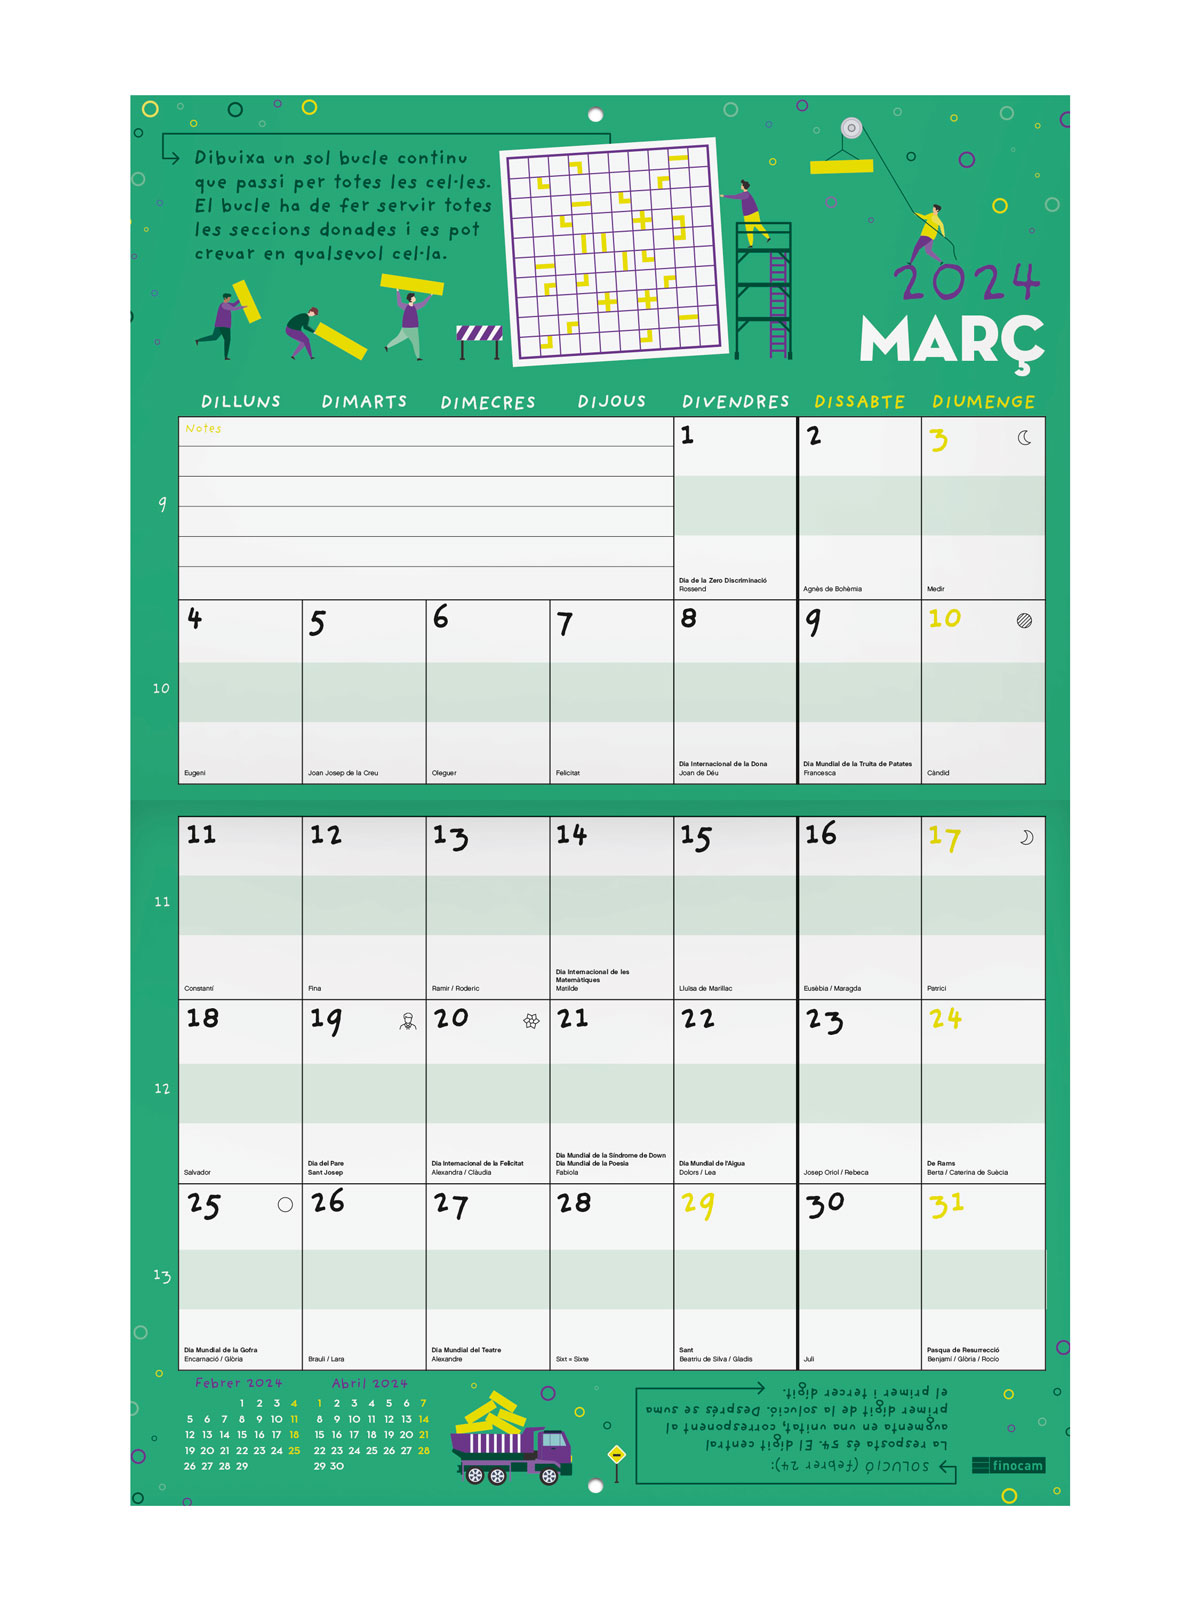 Dibuixa un sol bucle continu
que passi per totes les cel·les.
El bucle ha de fer servir totes
les seccions donades i es pot
creuar en qualsevol cel·la.
2024
MARÇ
DILLUNS DIMARTS DIMECRES DIJOUS DIVENDRES DISSABTE DIUMENGE
Notes
9
1 2 3
Dia de la Zero Discriminació
Rossend Agnès de Bohèmia Medir
10
4 5 6 7 8 9 10
Dia Internacional de la Dona Dia Mundial de la Truita de Patates
Eugeni Joan Josep de la Creu Oleguer Felicitat Joan de Déu Francesca Càndid
11
11 12 13 14 15 16 17
Dia Internacional de les
Matemàtiques
Constantí Fina Ramir / Roderic Matilde Lluïsa de Marillac Eusèbia / Maragda Patrici
12
18 19 20 21 22 23 24
Dia Mundial de la Síndrome de Down
Dia del Pare Dia Internacional de la Felicitat Dia Mundial de la Poesia Dia Mundial de l'Aigua De Rams
Salvador Sant Josep Alexandra / Clàudia Fabiola Dolors / Lea Josep Oriol / Rebeca Berta / Caterina de Suècia
13
25 26 27 28 29 30 31
Dia Mundial de la Gofra Dia Mundial del Teatre Sant Pasqua de Resurrecció
Encarnació / Glòria Brauli / Lara Alexandre Sixt = Sixte Beatriu de Silva / Gladis Juli Benjamí / Glòria / Rocío
Febrer 2024
1 2 3 4
5 6 7 8 9 10 11
12 13 14 15 16 17 18
19 20 21 22 23 24 25
26 27 28 29
Abril 2024
1 2 3 4 5 6 7
8 9 10 11 12 13 14
15 16 17 18 19 20 21
22 23 24 25 26 27 28
29 30
SOLUCIÓ (febrer 24):
La resposta és 54. El dígit central
augmenta en una unitat, corresponent al
primer dígit de la solució. Després se suma
el primer i tercer dígit.
finocam